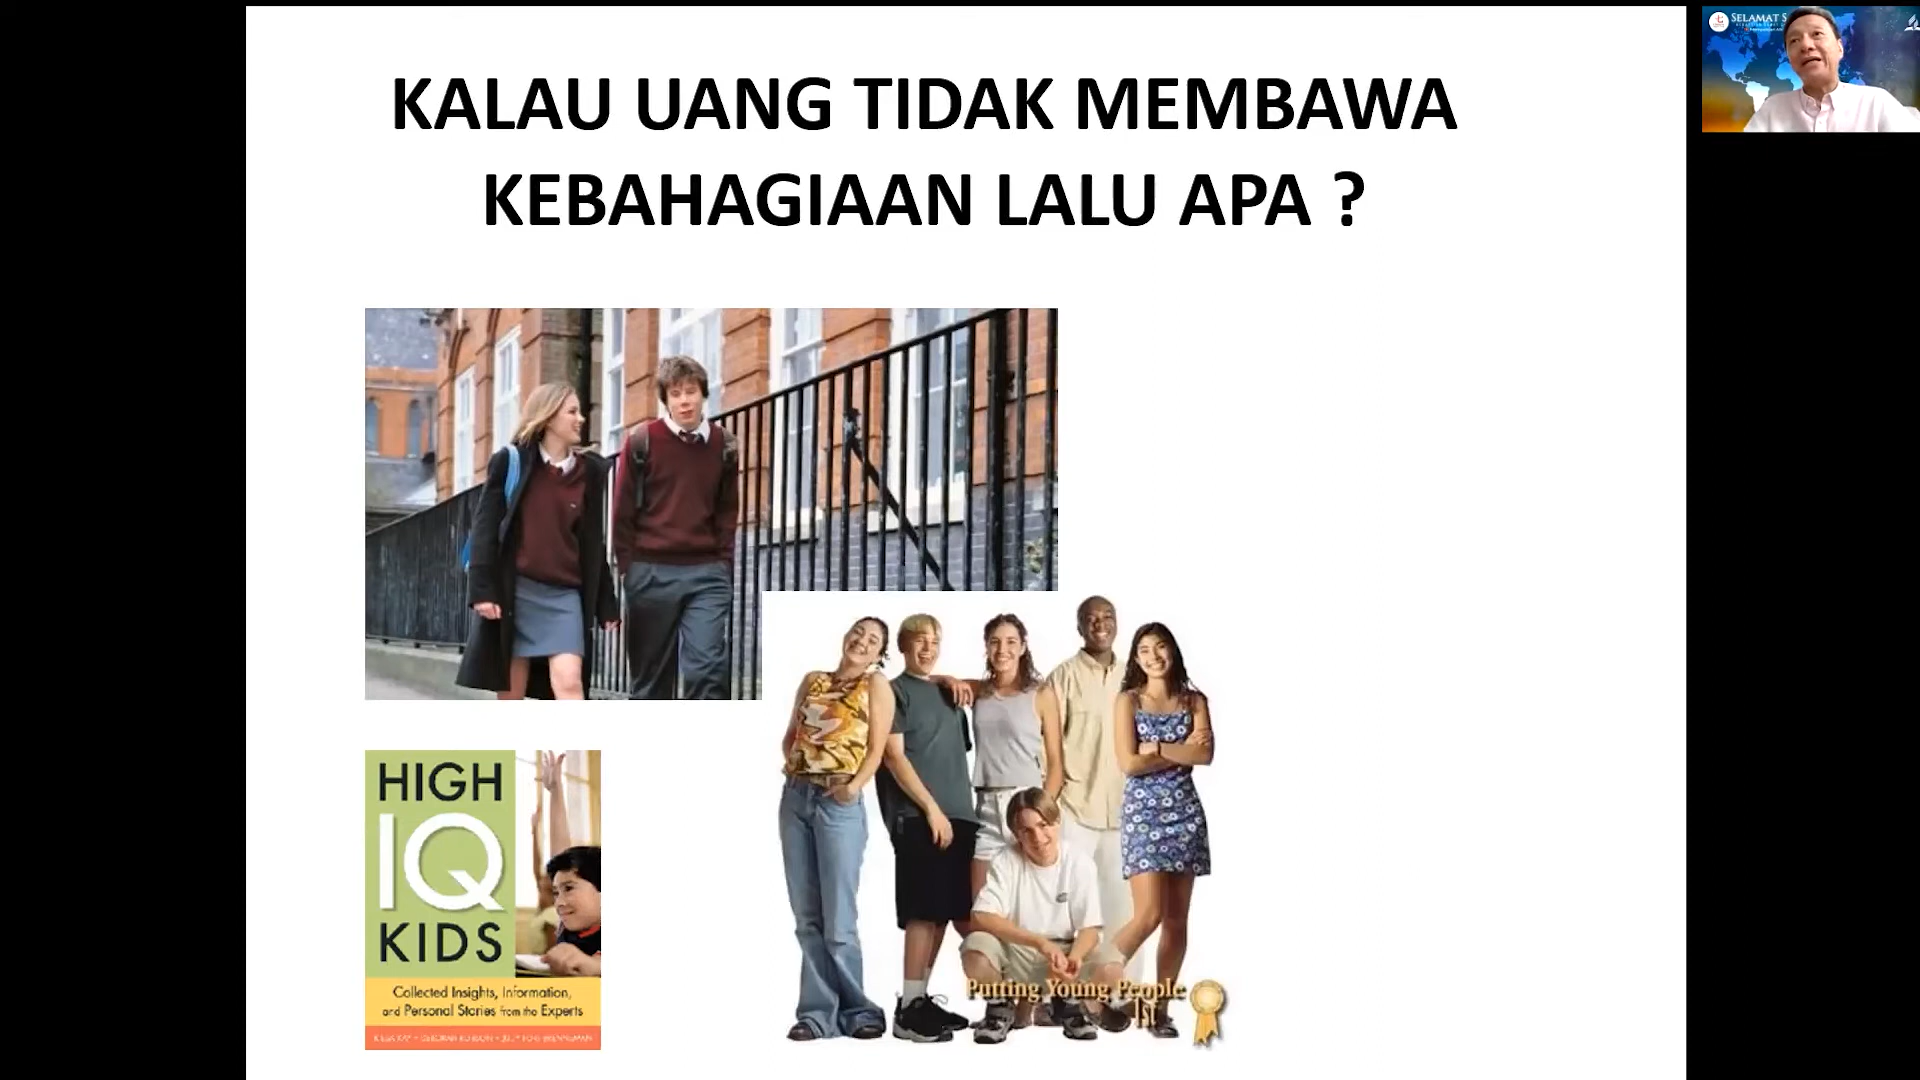 KALAU UANG TIDAK MEMBAWA
KEBAHAGIAAN LALU APA ?
SELAMAT S
HIGH
IQ
KIDS
Collected Insights, Information,
and Personal Stories from the Experts
Putting Young People
1st